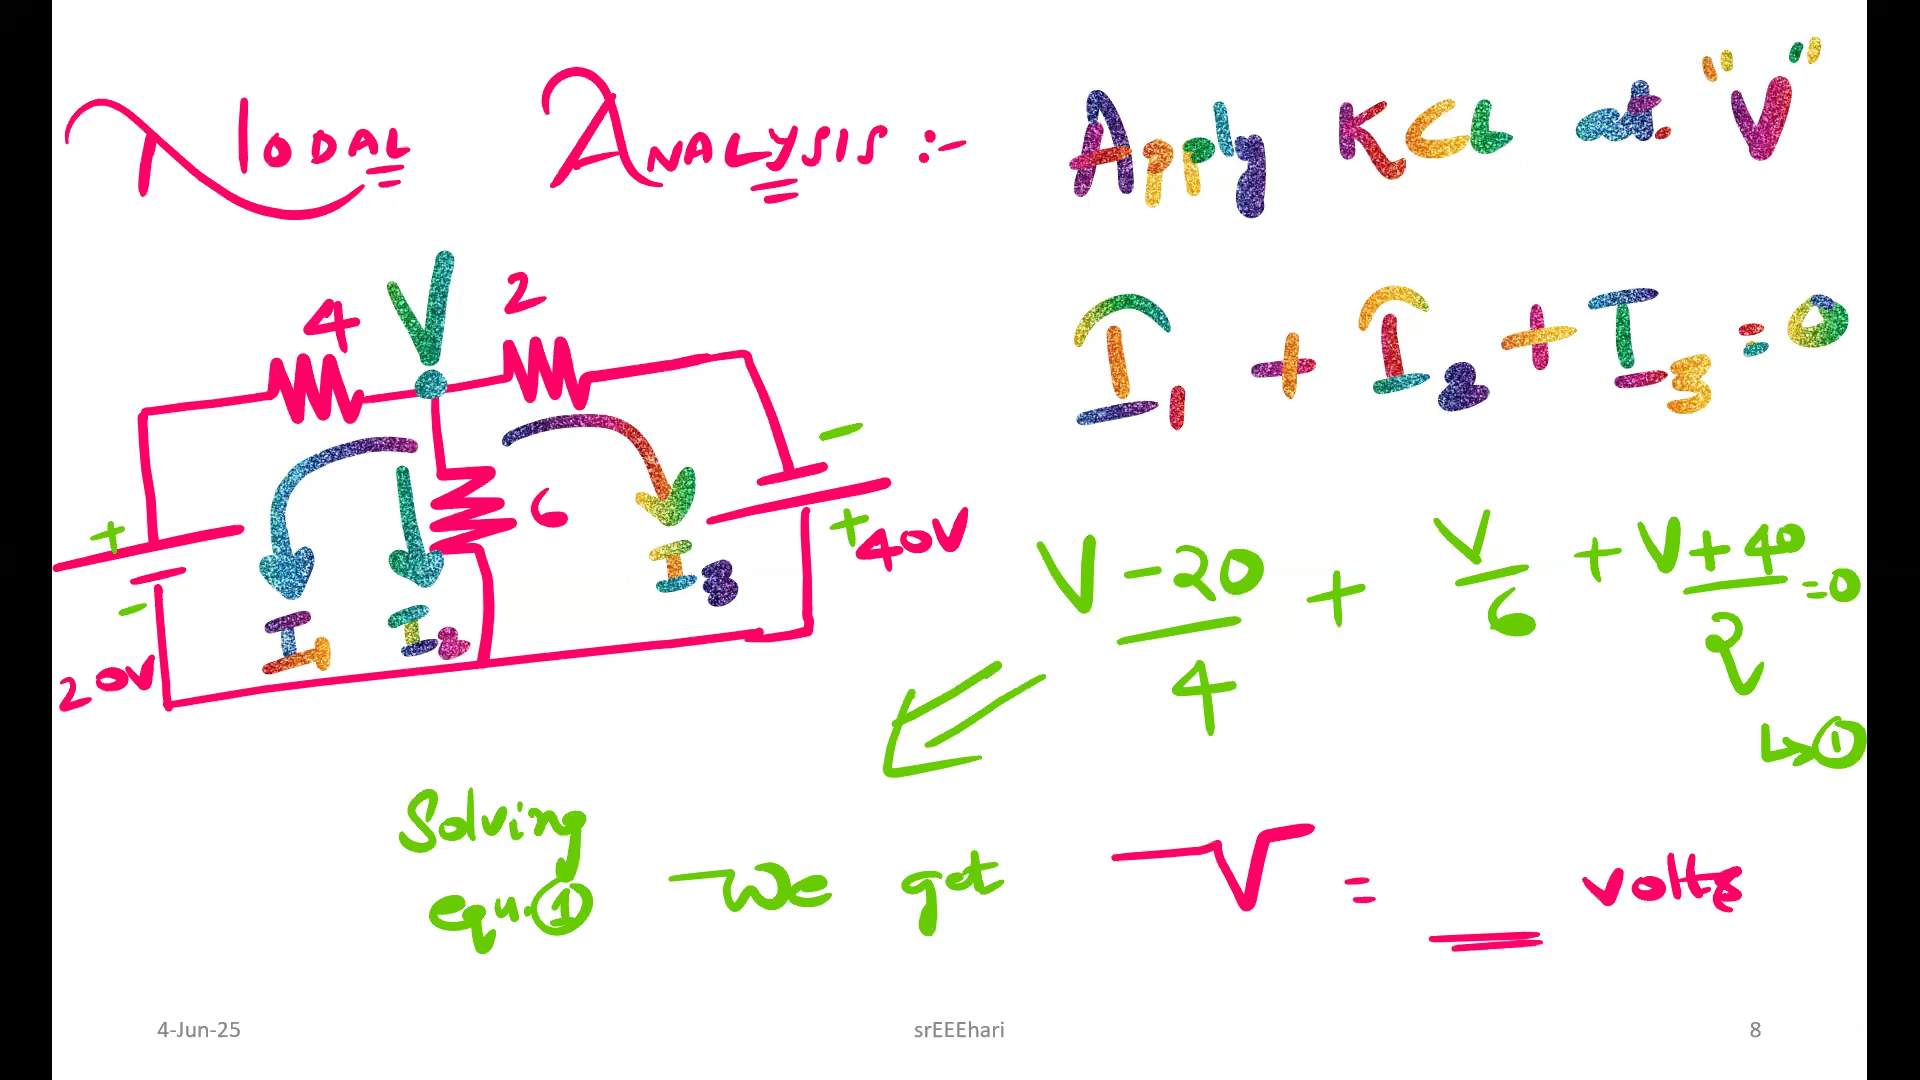 NODAL ANALYSIS :-
Apply KCL at. "V"
4
V
2
I1 + I2 + I3 = 0
-
+
6
+
40V
I3
-
20V
I1
I2
V-20/4 + V/6 + V+40/2 = 0
↳ ①
Solving
equ. ① We get V = __ volts
4-Jun-25
srEEEhari
8